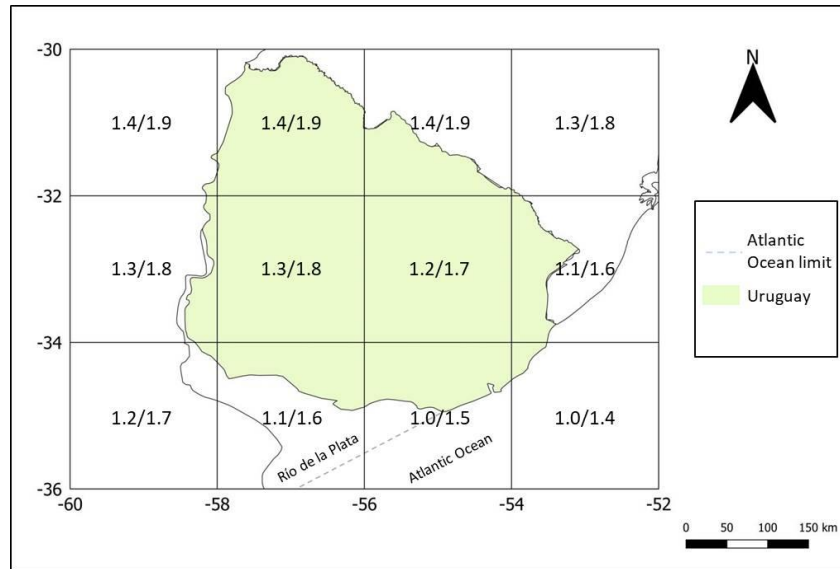 -30
N
1.4/1.9 1.4/1.9 1.4/1.9 1.3/1.8
-32
Atlantic
Ocean limit
Uruguay
1.3/1.8 1.3/1.8 1.2/1.7 1.1/1.6
-34
1.2/1.7 1.1/1.6 1.0/1.5 1.0/1.4
Río de la Plata
Atlantic Ocean
-36
-60 -58 -56 -54 -52
0 50 100 150 km